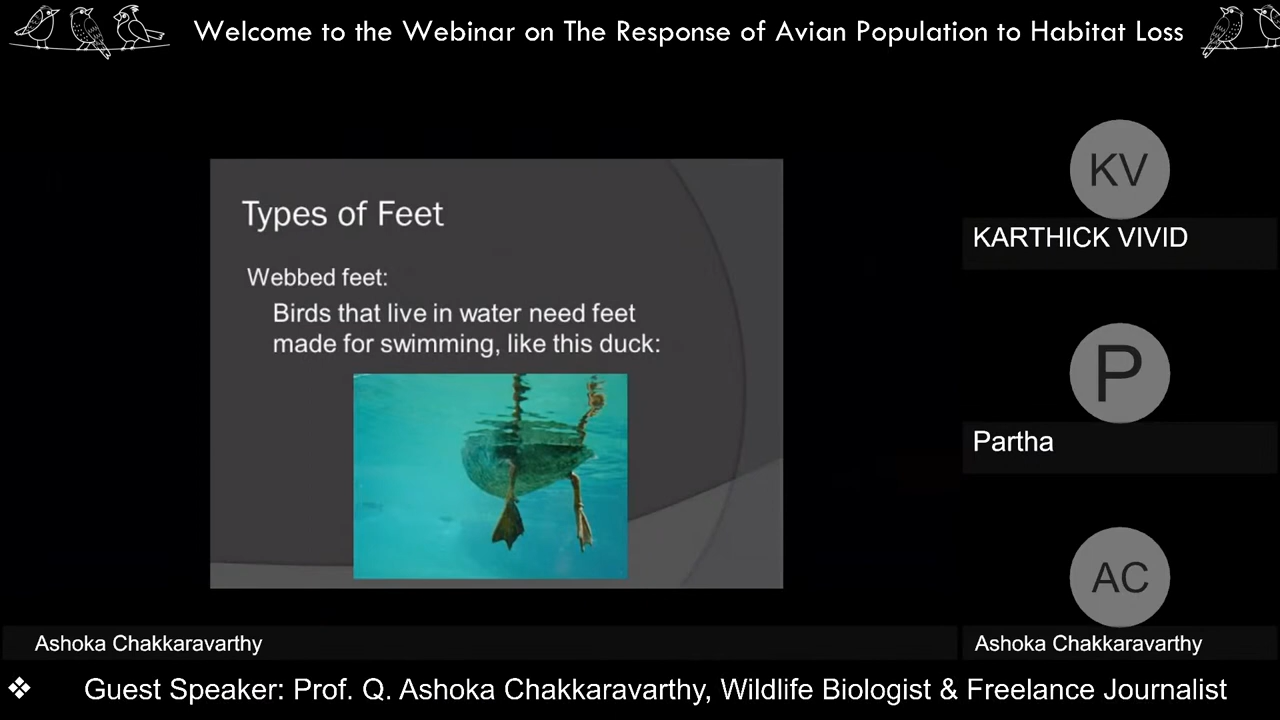 Welcome to the Webinar on The Response of Avian Population to Habitat Loss
Types of Feet
Webbed feet:
Birds that live in water need feet
made for swimming, like this duck:
KV
KARTHICK VIVID
P
Partha
AC
Ashoka Chakkaravarthy
Ashoka Chakkaravarthy
Guest Speaker: Prof. Q. Ashoka Chakkaravarthy, Wildlife Biologist & Freelance Journalist